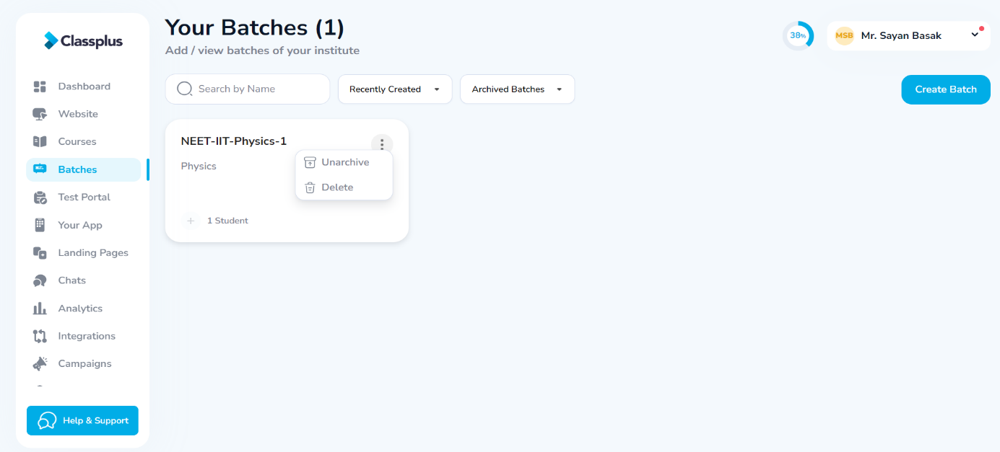 Classplus
Dashboard
Website
Courses
Batches
Test Portal
Your App
Landing Pages
Chats
Analytics
Integrations
Campaigns
Help & Support
Your Batches (1)
Add / view batches of your institute
38%
MSB Mr. Sayan Basak
Search by Name
Recently Created
Archived Batches
Create Batch
NEET-IIT-Physics-1
Physics
Unarchive
Delete
+ 1 Student